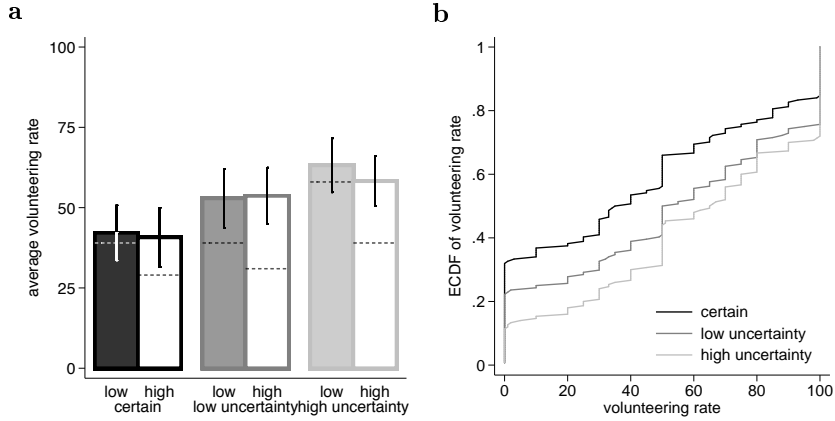 a
average volunteering rate
100
75
50
25
0
low high low high low high
certain low uncertainty high uncertainty
b
ECDF of volunteering rate
1
.8
.6
.4
.2
0
certain
low uncertainty
high uncertainty
0 20 40 60 80 100
volunteering rate